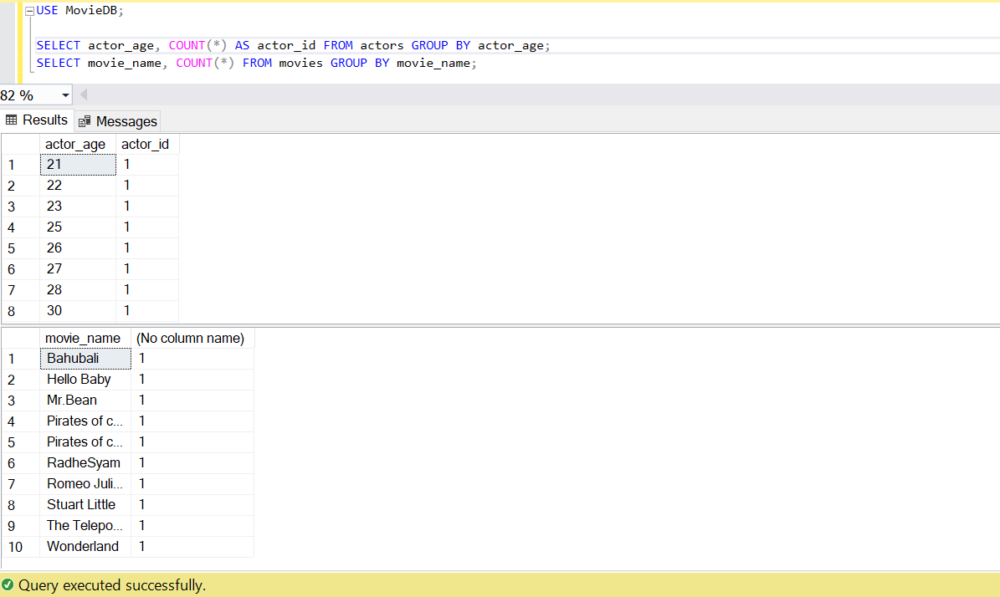 USE MovieDB;
SELECT actor_age, COUNT(*) AS actor_id FROM actors GROUP BY actor_age;
SELECT movie_name, COUNT(*) FROM movies GROUP BY movie_name;
82 %
Results Messages
actor_age actor_id
1 21 1
2 22 1
3 23 1
4 25 1
5 26 1
6 27 1
7 28 1
8 30 1
movie_name (No column name)
1 Bahubali 1
2 Hello Baby 1
3 Mr.Bean 1
4 Pirates of c... 1
5 Pirates of c... 1
6 RadheSyam 1
7 Romeo Juli... 1
8 Stuart Little 1
9 The Telepo... 1
10 Wonderland 1
Query executed successfully.